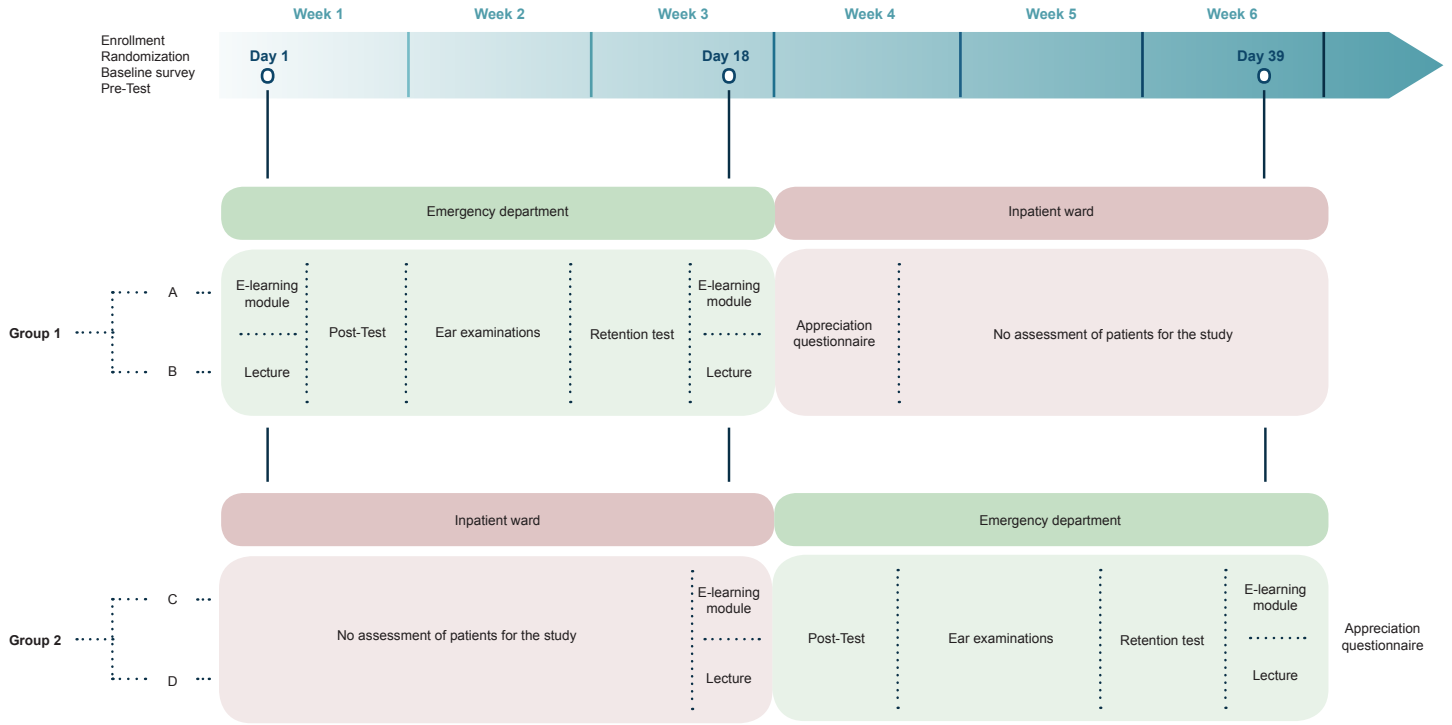 Week 1
Week 2
Week 3
Week 4
Week 5
Week 6
Enrollment
Randomization
Baseline survey
Pre-Test
Day 1
Day 18
Day 39
Emergency department
Inpatient ward
Group 1
A
B
E-learning
module
Lecture
Post-Test
Ear examinations
Retention test
E-learning
module
Lecture
Appreciation
questionnaire
No assessment of patients for the study
Inpatient ward
Emergency department
Group 2
C
D
No assessment of patients for the study
E-learning
module
Lecture
Post-Test
Ear examinations
Retention test
E-learning
module
Lecture
Appreciation
questionnaire